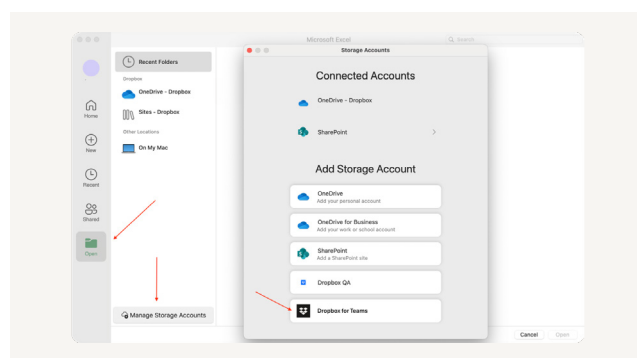 Microsoft Excel
Search
Storage Accounts
Recent Folders
Dropbox
OneDrive - Dropbox
Sites - Dropbox
Other Locations
On My Mac
Home
New
Recent
Shared
Open
Manage Storage Accounts
Connected Accounts
OneDrive - Dropbox
SharePoint
Add Storage Account
OneDrive
Add your personal account
OneDrive for Business
Add your work or school account
SharePoint
Add a SharePoint site
Dropbox QA
Dropbox for Teams
Cancel
Open